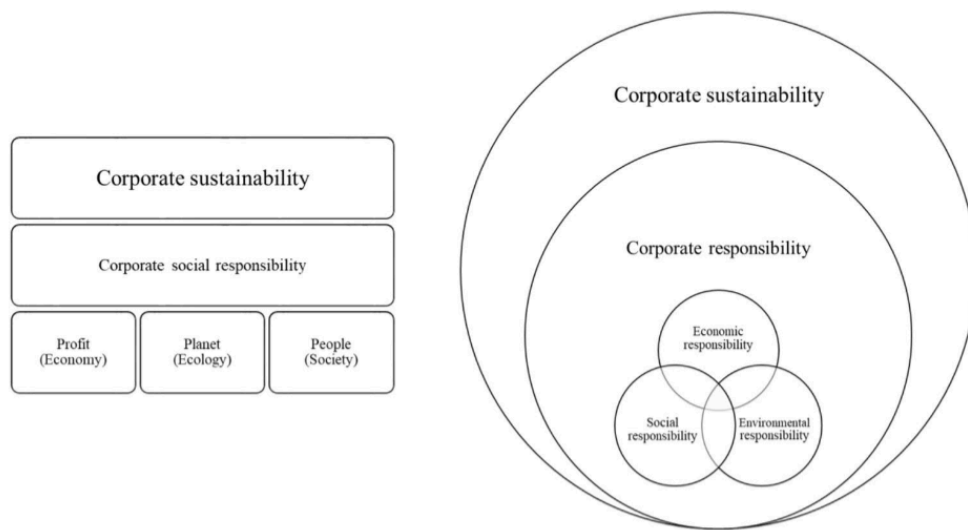 Corporate sustainability
Corporate social responsibility
Profit
(Economy)
Planet
(Ecology)
People
(Society)
Corporate sustainability
Corporate responsibility
Economic
responsibility
Social
responsibility
Environmental
responsibility